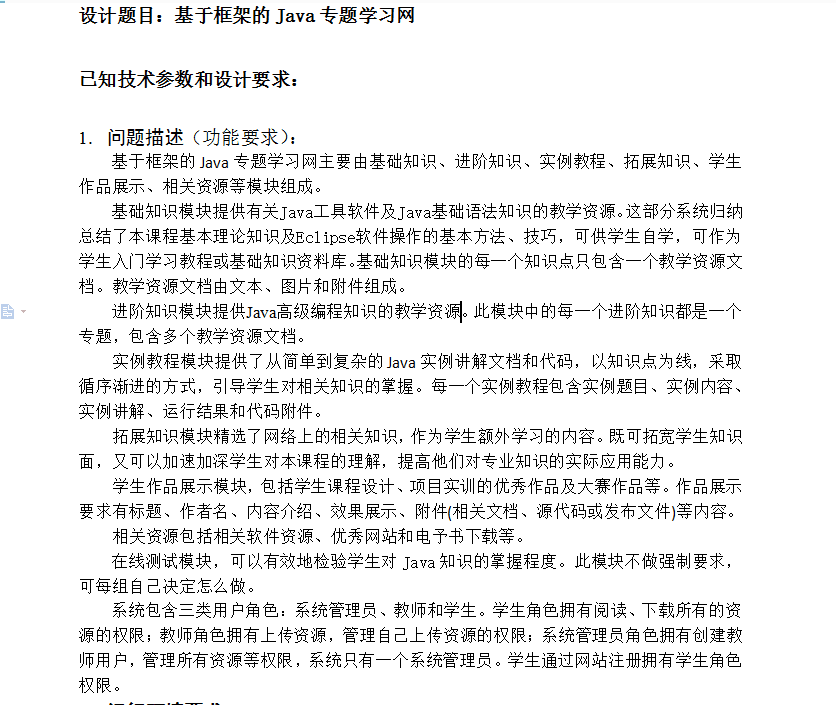 设计题目：基于框架的 Java 专题学习网
已知技术参数和设计要求：
1. 问题描述（功能要求）：
基于框架的 Java 专题学习网主要由基础知识、进阶知识、实例教程、拓展知识、学生
作品展示、相关资源等模块组成。
基础知识模块提供有关Java工具软件及Java基础语法知识的教学资源。这部分系统归纳
总结了本课程基本理论知识及Eclipse软件操作的基本方法、技巧，可供学生自学，可作为
学生入门学习教程或基础知识资料库。基础知识模块的每一个知识点只包含一个教学资源文
档。教学资源文档由文本、图片和附件组成。
进阶知识模块提供Java高级编程知识的教学资源。此模块中的每一个进阶知识都是一个
专题，包含多个教学资源文档。
实例教程模块提供了从简单到复杂的 Java 实例讲解文档和代码，以知识点为线，采取
循序渐进的方式，引导学生对相关知识的掌握。每一个实例教程包含实例题目、实例内容、
实例讲解、运行结果和代码附件。
拓展知识模块精选了网络上的相关知识，作为学生额外学习的内容。既可拓宽学生知识
面，又可以加速加深学生对本课程的理解，提高他们对专业知识的实际应用能力。
学生作品展示模块，包括学生课程设计、项目实训的优秀作品及大赛作品等。作品展示
要求有标题、作者名、内容介绍、效果展示、附件(相关文档、源代码或发布文件)等内容。
相关资源包括相关软件资源、优秀网站和电予书下载等。
在线测试模块，可以有效地检验学生对 Java 知识的掌握程度。此模块不做强制要求，
可每组自己决定怎么做。
系统包含三类用户角色：系统管理员、教师和学生。学生角色拥有阅读、下载所有的资
源的权限；教师角色拥有上传资源，管理自己上传资源的权限；系统管理员角色拥有创建教
师用户，管理所有资源等权限，系统只有一个系统管理员。学生通过网站注册拥有学生角色
权限。